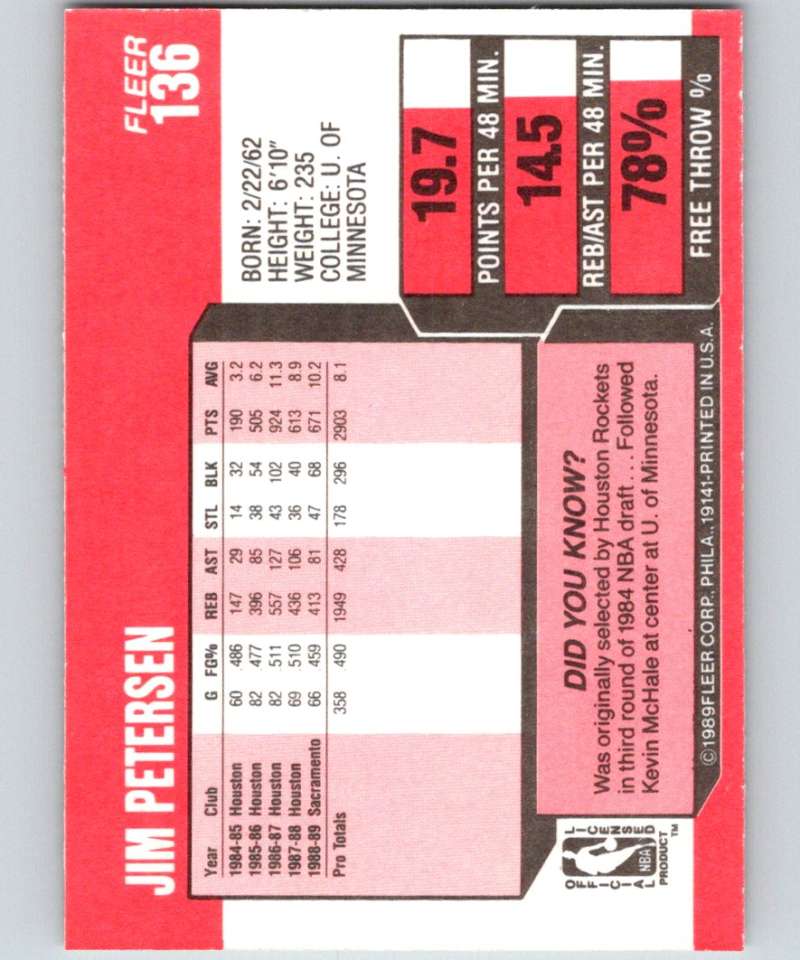 FLEER
136
JIM PETERSEN
BORN: 2/22/62
HEIGHT: 6'10"
WEIGHT: 235
COLLEGE: U. OF
MINNESOTA
Year Club G FG% REB AST STL BLK PTS AVG
1984-85 Houston 60 .486 147 29 14 32 190 3.2
1985-86 Houston 82 .477 396 85 38 54 505 6.2
1986-87 Houston 82 .511 557 127 43 102 924 11.3
1987-88 Houston 69 .510 436 106 36 40 613 8.9
1988-89 Sacramento 66 .459 413 81 47 68 671 10.2
Pro Totals 358 .490 1949 428 178 296 2903 8.1
19.7
POINTS PER 48 MIN.
14.5
REB/AST PER 48 MIN.
78%
FREE THROW %
DID YOU KNOW?
Was originally selected by Houston Rockets
in third round of 1984 NBA draft... Followed
Kevin McHale at center at U. of Minnesota.
OFFICIAL
LICENSED
NBA
PRODUCT™
©1989 FLEER CORP., PHILA., 19141-PRINTED IN U.S.A.